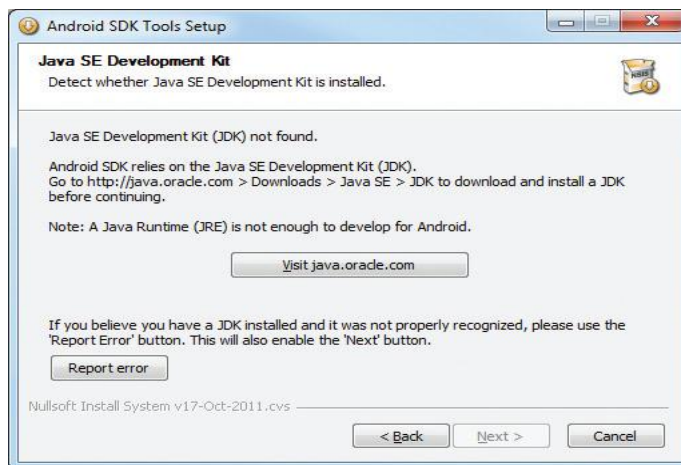 Android SDK Tools Setup
Java SE Development Kit
Detect whether Java SE Development Kit is installed.
NSIS
Java SE Development Kit (JDK) not found.
Android SDK relies on the Java SE Development Kit (JDK).
Go to http://java.oracle.com > Downloads > Java SE > JDK to download and install a JDK
before continuing.
Note: A Java Runtime (JRE) is not enough to develop for Android.
Visit java.oracle.com
If you believe you have a JDK installed and it was not properly recognized, please use the
'Report Error' button. This will also enable the 'Next' button.
Report error
Nullsoft Install System v17-Oct-2011.cvs
< Back Next > Cancel